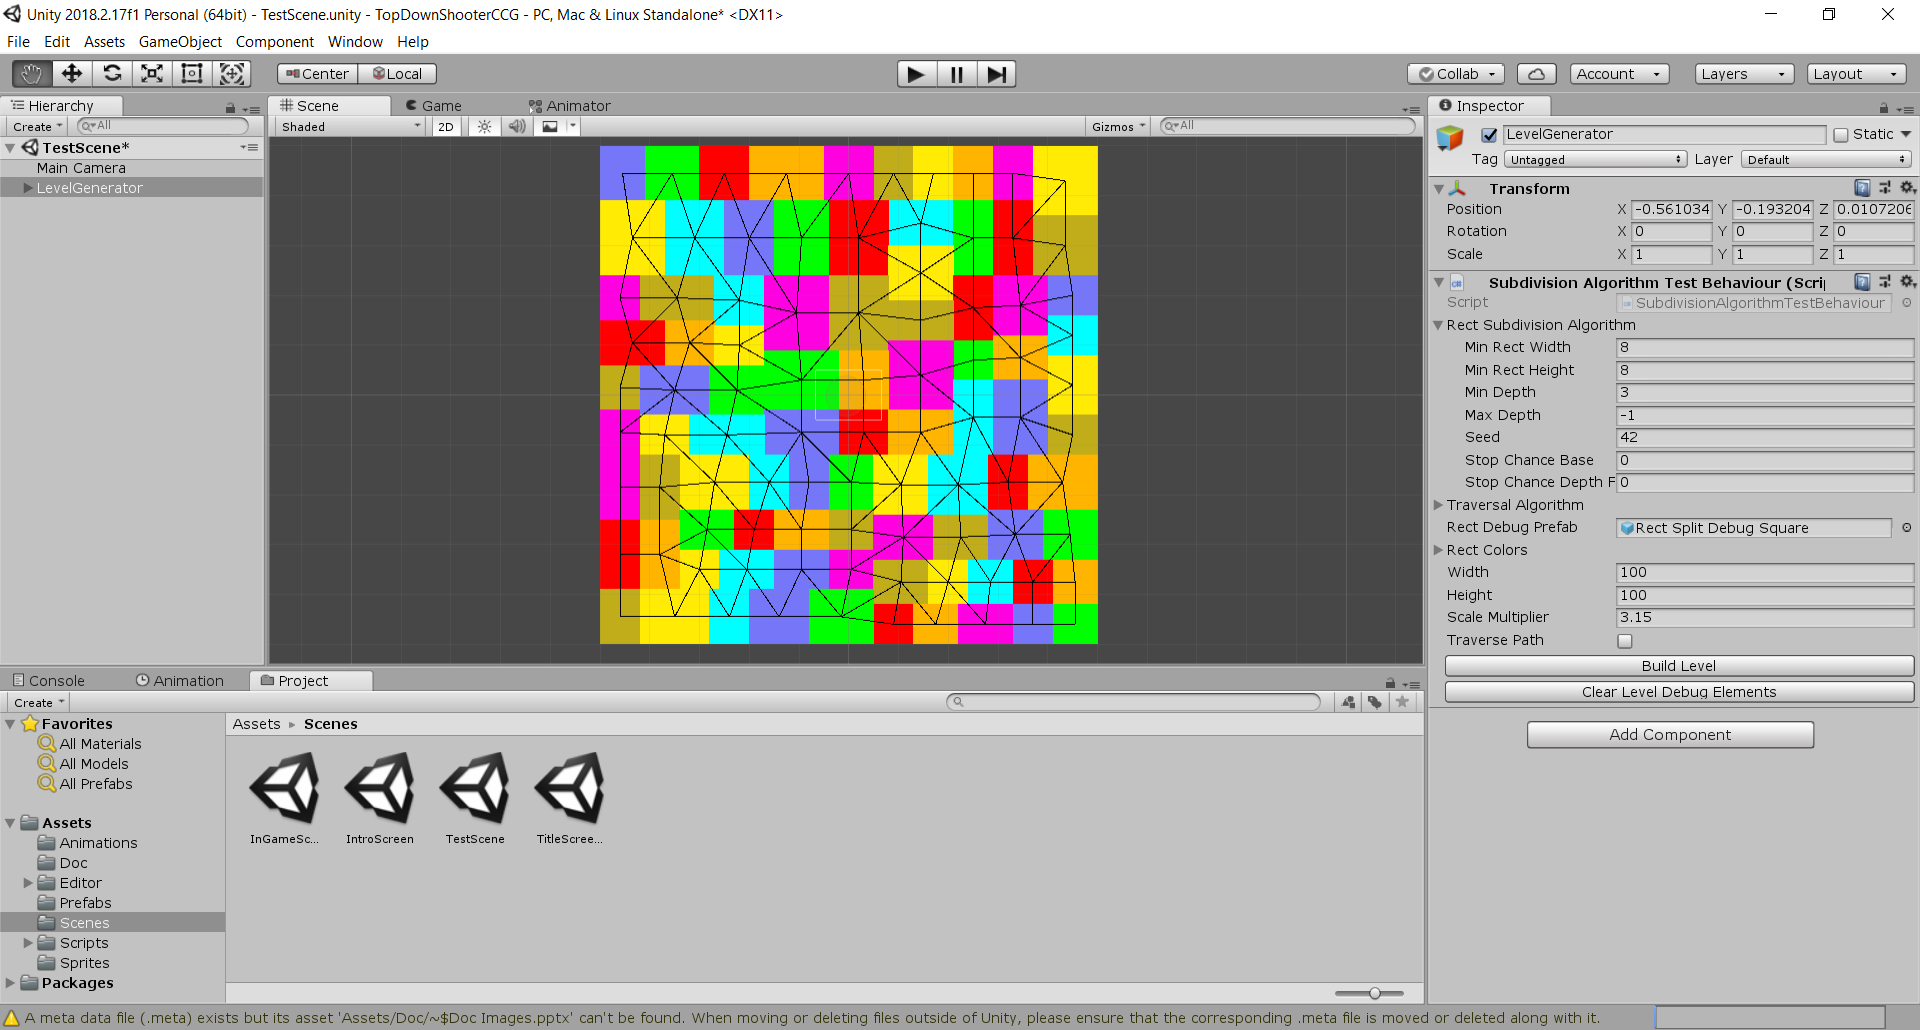 Unity 2018.2.17f1 Personal (64bit) - TestScene.unity - TopDownShooterCCG - PC, Mac & Linux Standalone* <DX11>
File Edit Assets GameObject Component Window Help
Center Local Collab Account Layers Layout
Hierarchy
Create All
TestScene*
Main Camera
LevelGenerator
Scene Game Animator
Shaded 2D Gizmos All
Inspector
LevelGenerator Static
Tag Untagged Layer Default
Transform
Position X -0.561034 Y -0.193204 Z 0.0107206
Rotation X 0 Y 0 Z 0
Scale X 1 Y 1 Z 1
Subdivision Algorithm Test Behaviour (Scri
Script SubdivisionAlgorithmTestBehaviour
Rect Subdivision Algorithm
Min Rect Width 8
Min Rect Height 8
Min Depth 3
Max Depth -1
Seed 42
Stop Chance Base 0
Stop Chance Depth F 0
Traversal Algorithm
Rect Debug Prefab Rect Split Debug Square
Rect Colors
Width 100
Height 100
Scale Multiplier 3.15
Traverse Path
Build Level
Clear Level Debug Elements
Add Component
Console Animation Project
Create
Favorites
All Materials
All Models
All Prefabs
Assets
Animations
Doc
Editor
Prefabs
Scenes
Scripts
Sprites
Packages
Assets Scenes
InGameSc... IntroScreen TestScene TitleScree...
A meta data file (.meta) exists but its asset 'Assets/Doc/~$Doc Images.pptx' can't be found. When moving or deleting files outside of Unity, please ensure that the corresponding .meta file is moved or deleted along with it.